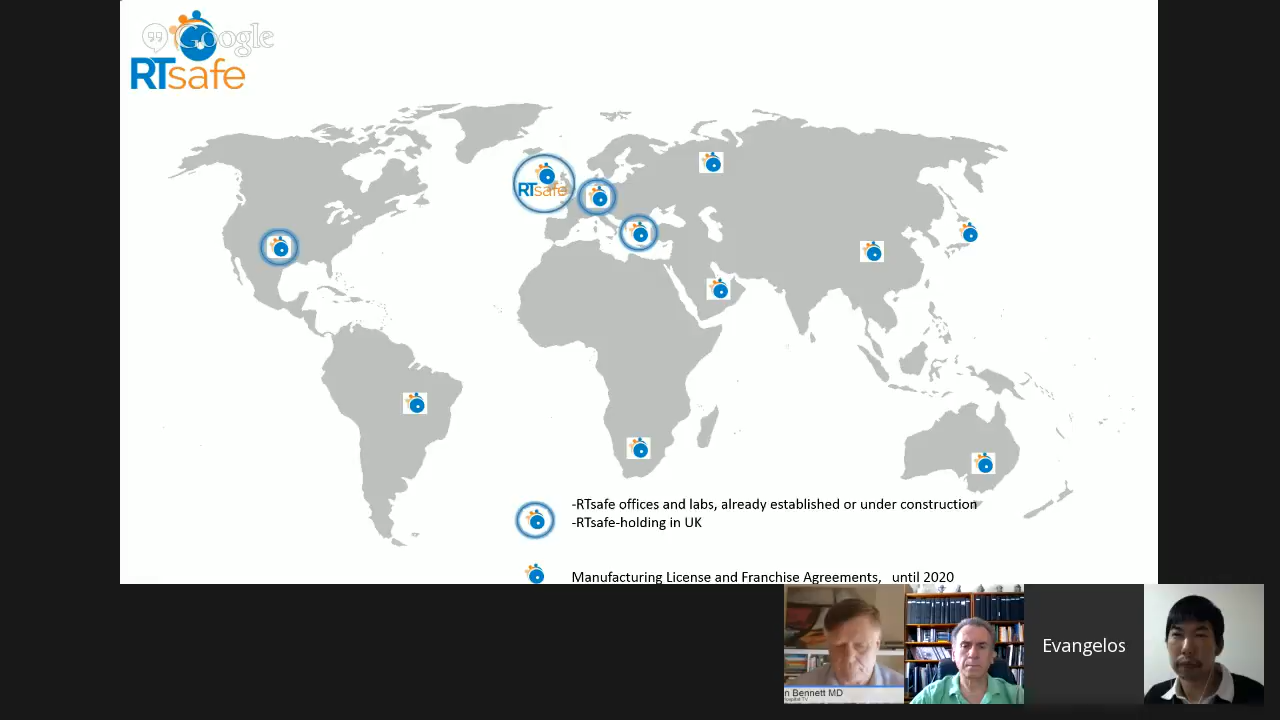 Google
RTsafe
RTsafe
-RTsafe offices and labs, already established or under construction
-RTsafe-holding in UK
Manufacturing License and Franchise Agreements, until 2020
Evangelos
n Bennett MD